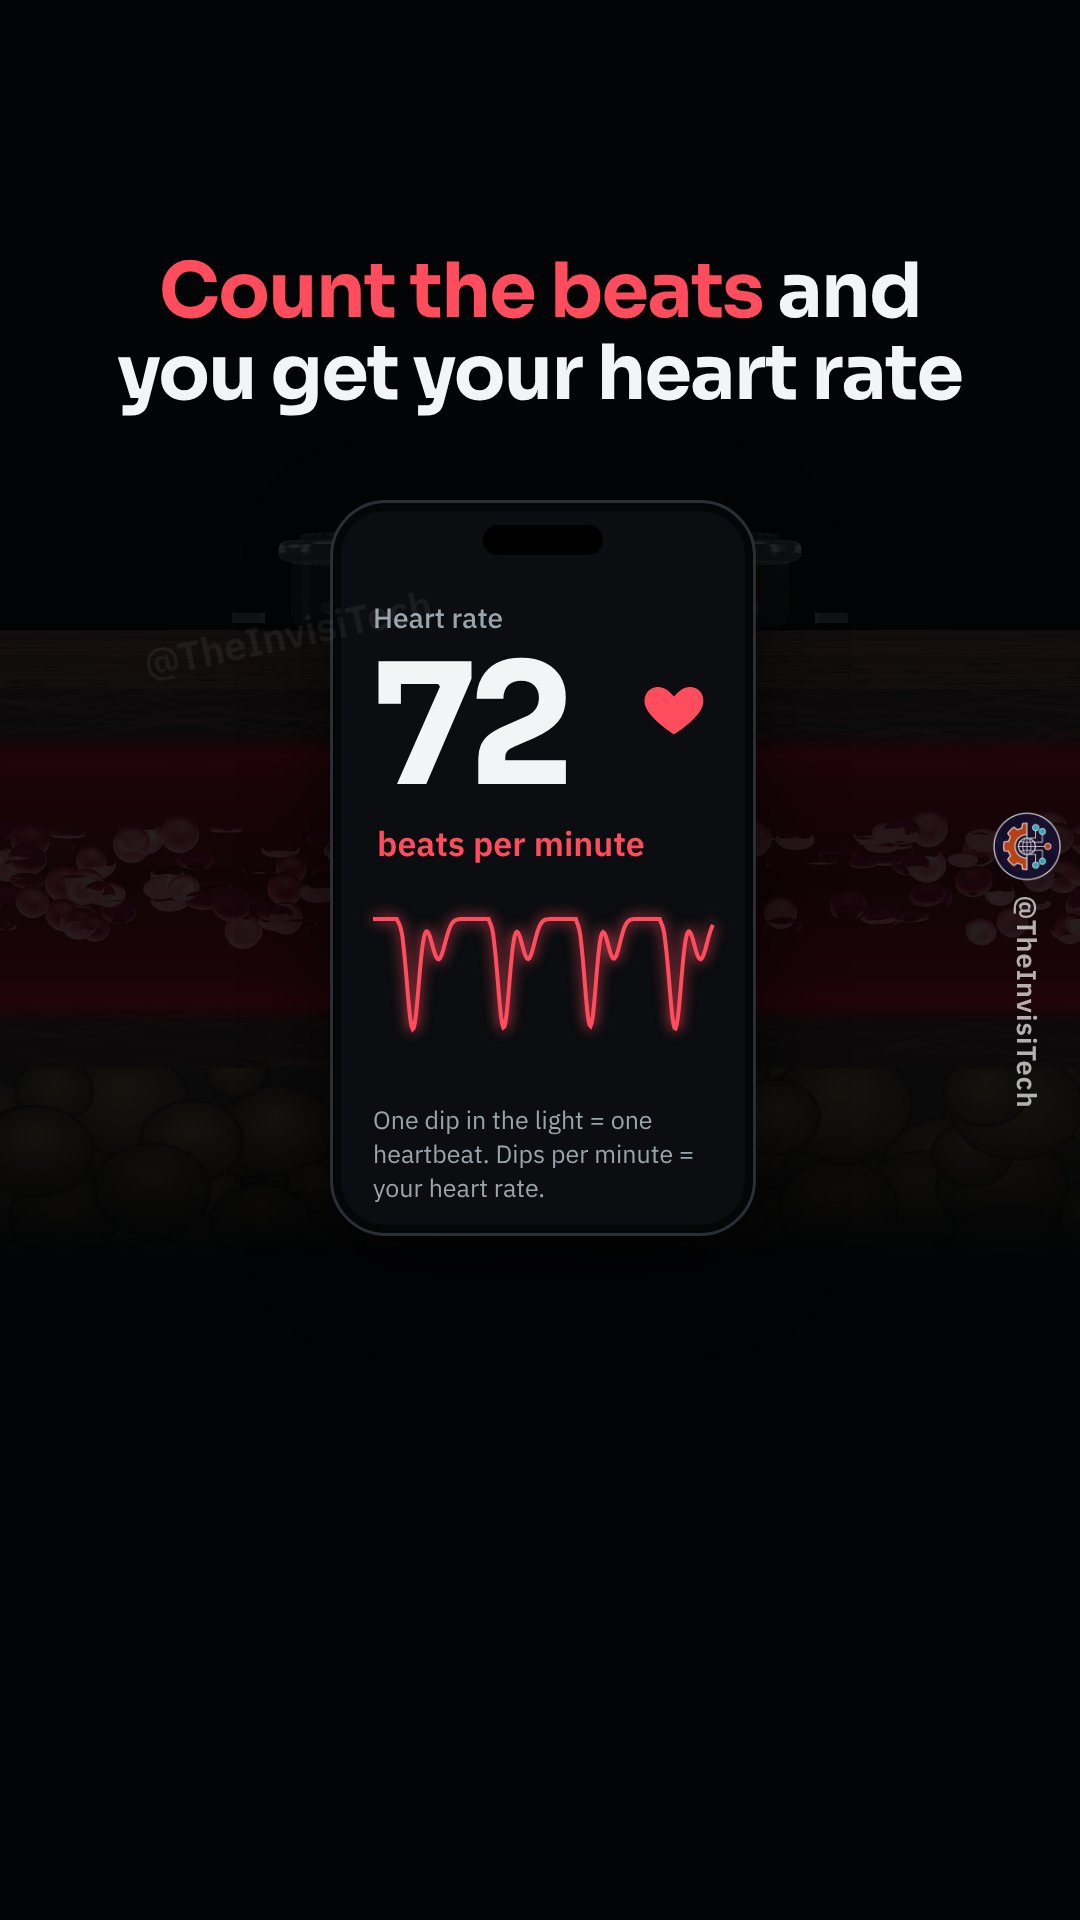 Count the beats and
you get your heart rate
@TheInvisiTech
Heart rate
72
beats per minute
One dip in the light = one
heartbeat. Dips per minute =
your heart rate.
@TheInvisiTech